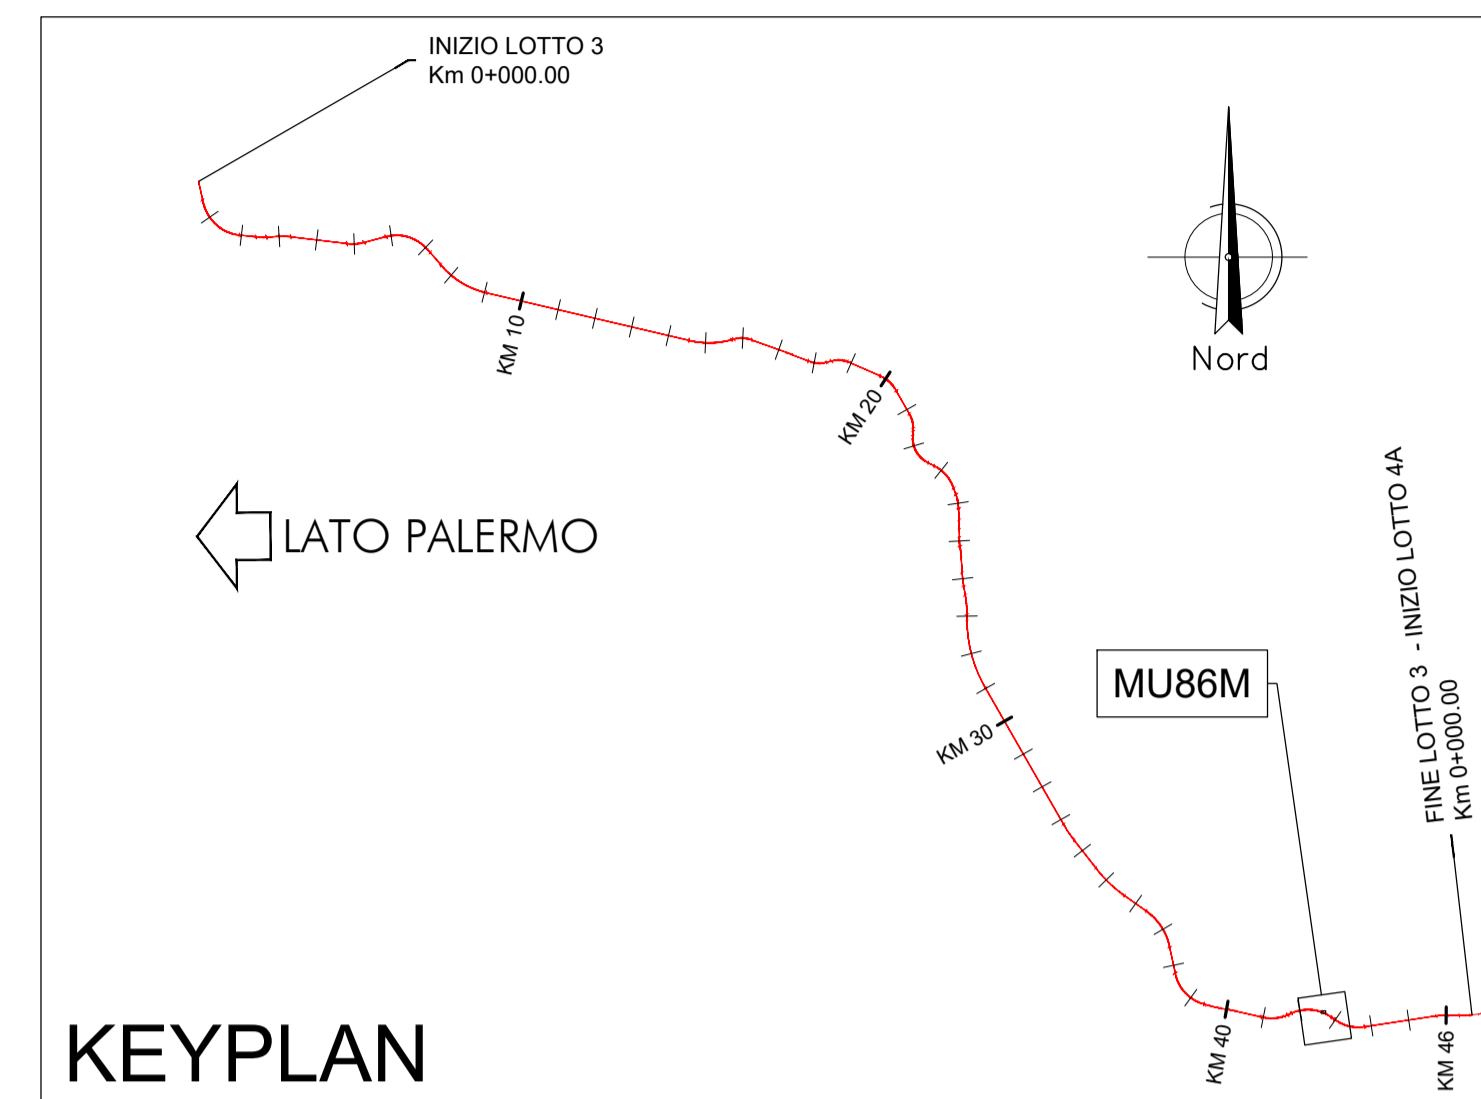 INIZIO LOTTO 3
Km 0+000.00
Nord
KM 10
KM 20
LATO PALERMO
FINE LOTTO 3 - INIZIO LOTTO 4A
Km 0+000.00
MU86M
KM 30
KM 40
KM 46
KEYPLAN